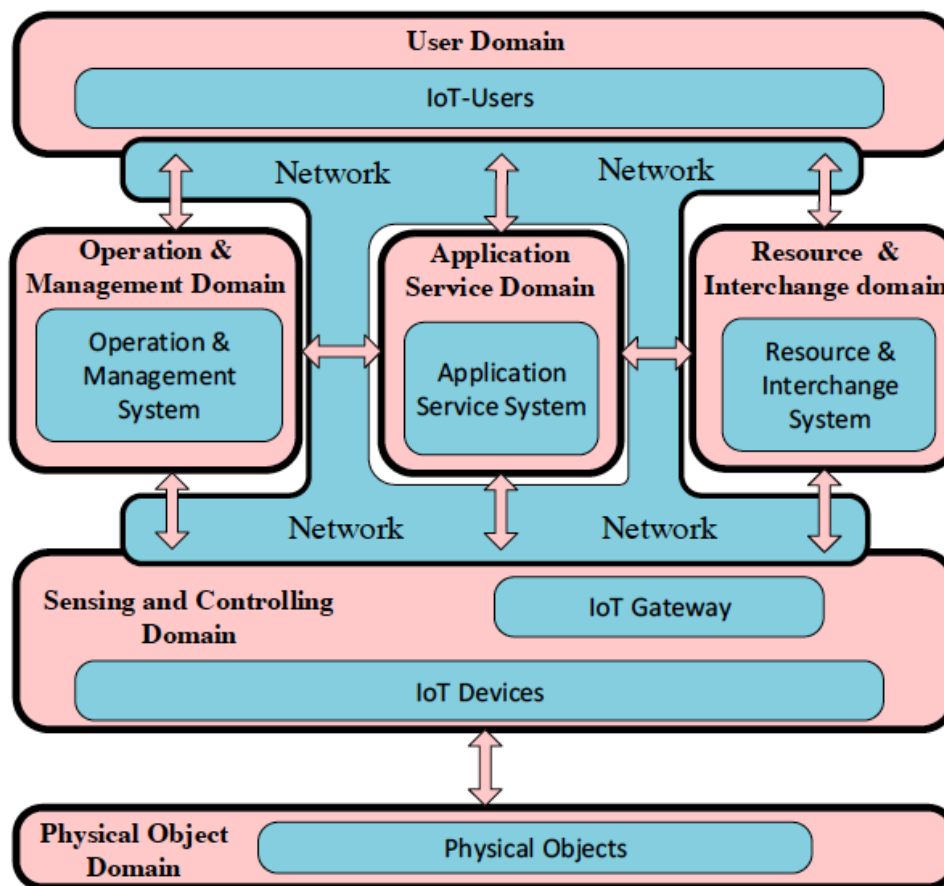 User Domain
IoT-Users
Network
Network
Operation &
Management Domain
Operation &
Management
System
Application
Service Domain
Application
Service System
Resource &
Interchange domain
Resource &
Interchange
System
Network
Network
Sensing and Controlling
Domain
IoT Gateway
IoT Devices
Physical Object
Domain
Physical Objects